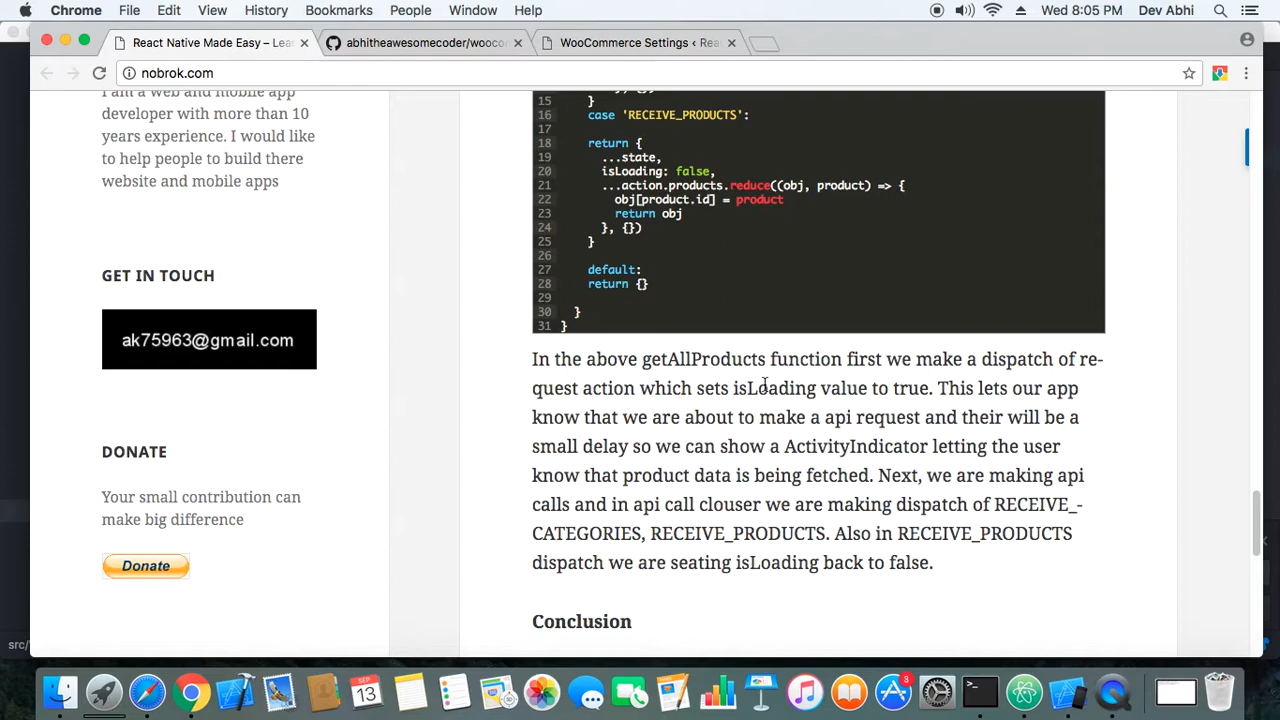 Chrome File Edit View History Bookmarks People Window Help Wed 8:05 PM Dev Abhi
React Native Made Easy – Lea
abhitheawesomecoder/wooco
WooCommerce Settings ‹ Rea
nobrok.com
I am a web and mobile app
developer with more than 10
years experience. I would like
to help people to build there
website and mobile apps
GET IN TOUCH
ak75963@gmail.com
DONATE
Your small contribution can
make big difference
Donate
15 }
16 case 'RECEIVE_PRODUCTS':
17
18 return {
19 ...state,
20 isLoading: false,
21 ...action.products.reduce((obj, product) => {
22 obj[product.id] = product
23 return obj
24 }, {})
25 }
26
27 default:
28 return {}
29
30 }
31 }
In the above getAllProducts function first we make a dispatch of re-
quest action which sets isLoading value to true. This lets our app
know that we are about to make a api request and their will be a
small delay so we can show a ActivityIndicator letting the user
know that product data is being fetched. Next, we are making api
calls and in api call clouser we are making dispatch of RECEIVE_-
CATEGORIES, RECEIVE_PRODUCTS. Also in RECEIVE_PRODUCTS
dispatch we are seating isLoading back to false.
Conclusion
src/
SEP
13
3